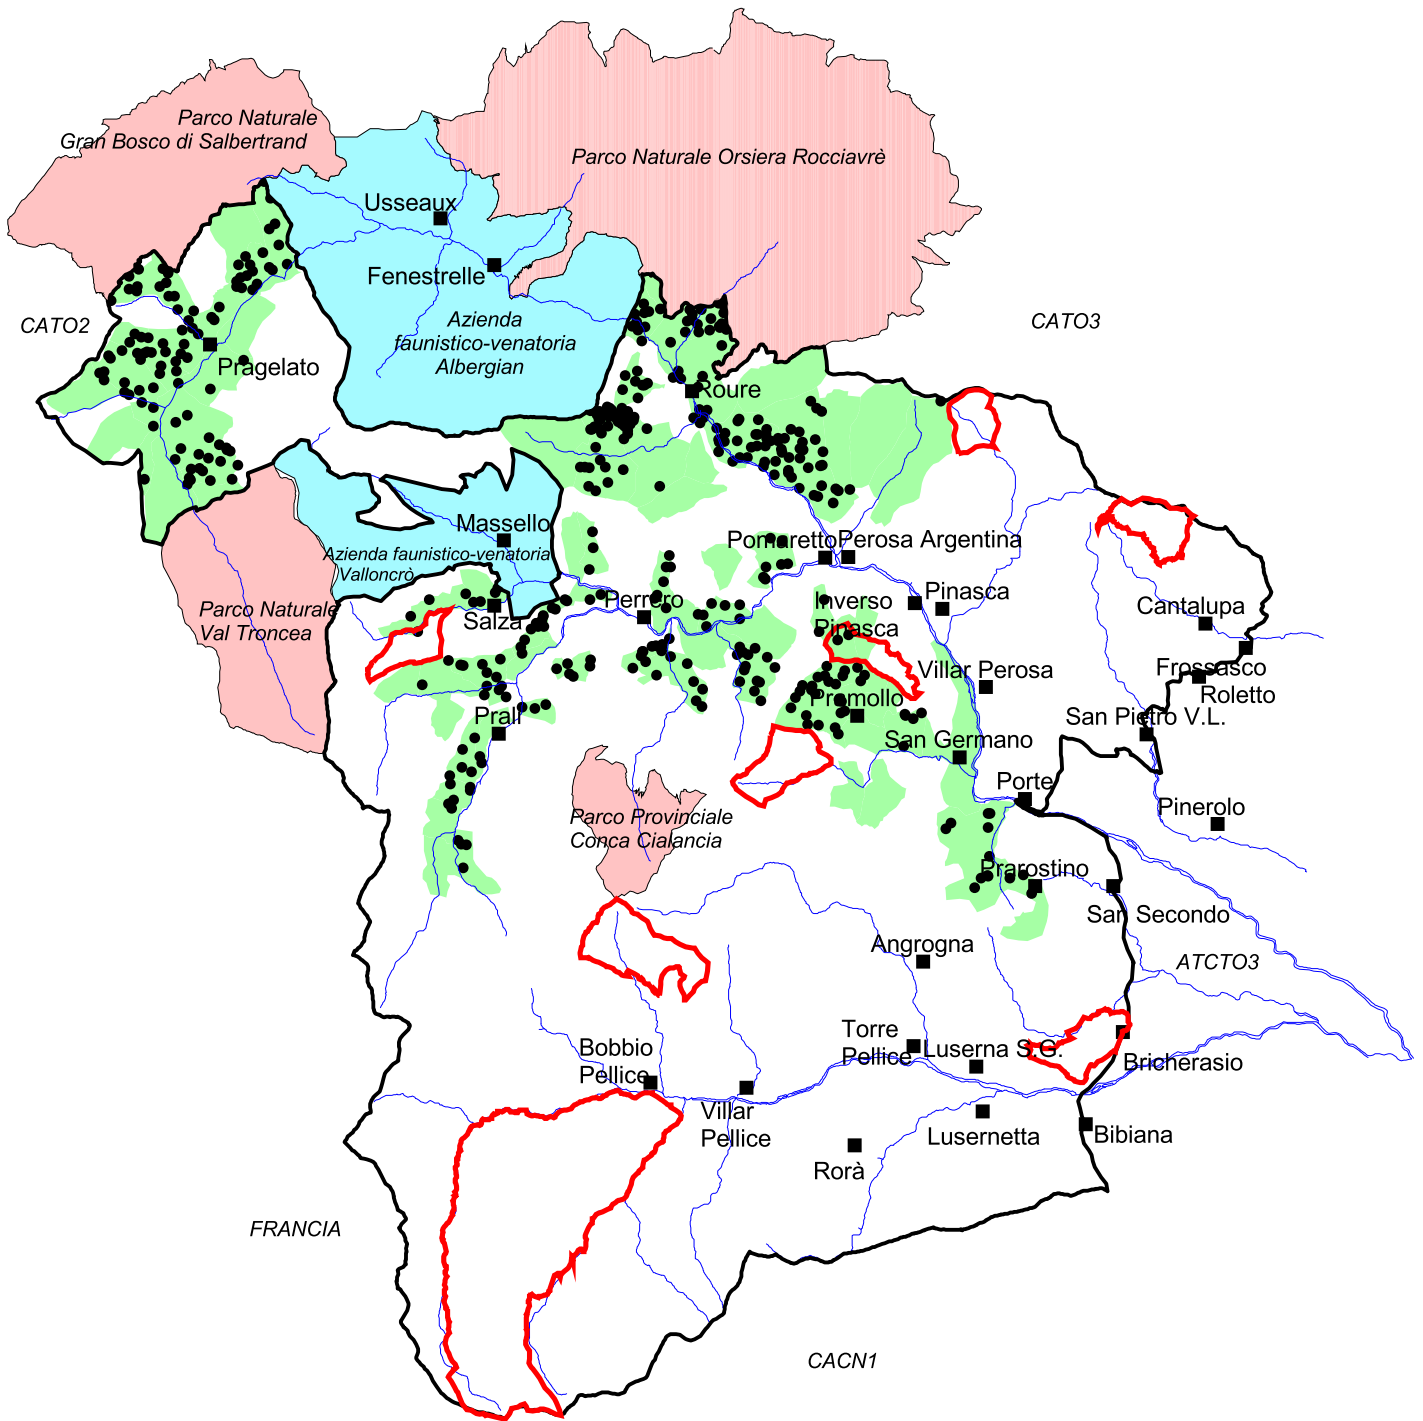 Parco Naturale
Gran Bosco di Salbertrand
Parco Naturale Orsiera Rocciavrè
Usseaux
Fenestrelle
Azienda
faunistico-venatoria
Albergian
CATO2
CATO3
Pragelato
Roure
Massello
Azienda faunistico-venatoria
Valloncrò
Pomaretto
Perosa Argentina
Parco Naturale
Val Troncea
Salza
Perrero
Inverso
Pinasca
Pinasca
Cantalupa
Frossasco
Roletto
Villar Perosa
Pramollo
Prali
San Pietro V.L.
San Germano
Porte
Pinerolo
Parco Provinciale
Conca Cialancia
Prarostino
San Secondo
Angrogna
ATCTO3
Torre
Pellice
Luserna S.G.
Bricherasio
Bobbio
Pellice
Villar
Pellice
Lusernetta
Bibiana
Rorà
FRANCIA
CACN1